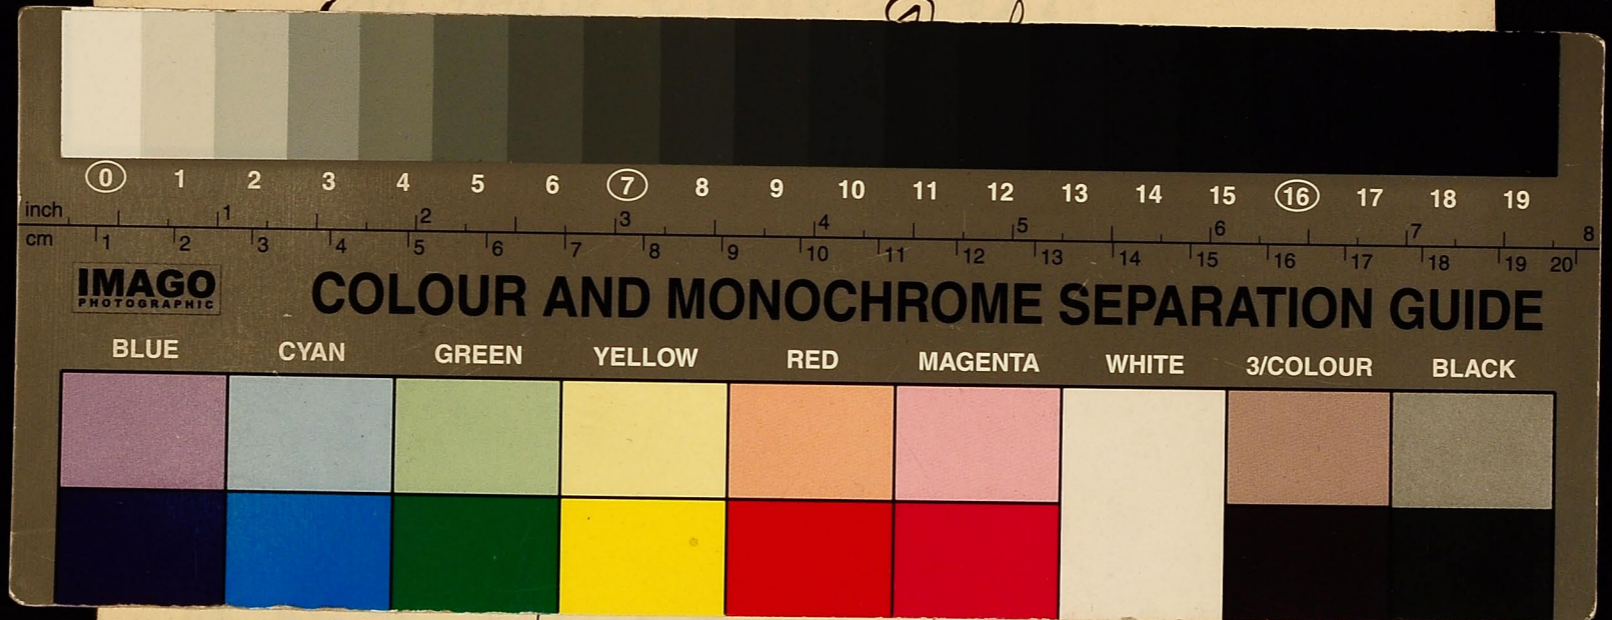 0 1 2 3 4 5 6 7 8 9 10 11 12 13 14 15 16 17 18 19
inch 1 2 3 4 5 6 7 8
cm 1 2 3 4 5 6 7 8 9 10 11 12 13 14 15 16 17 18 19 20
IMAGO
PHOTOGRAPHIC
COLOUR AND MONOCHROME SEPARATION GUIDE
BLUE CYAN GREEN YELLOW RED MAGENTA WHITE 3/COLOUR BLACK